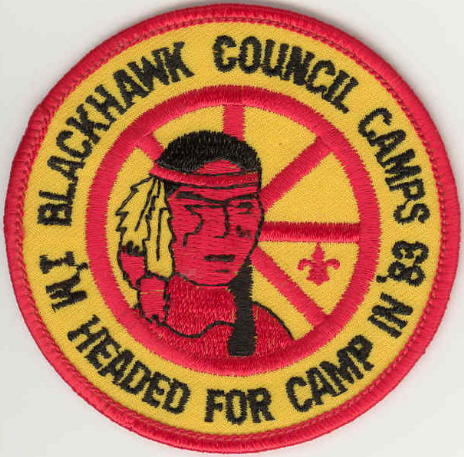 BLACKHAWK COUNCIL CAMPS
I'M HEADED FOR CAMP IN '83